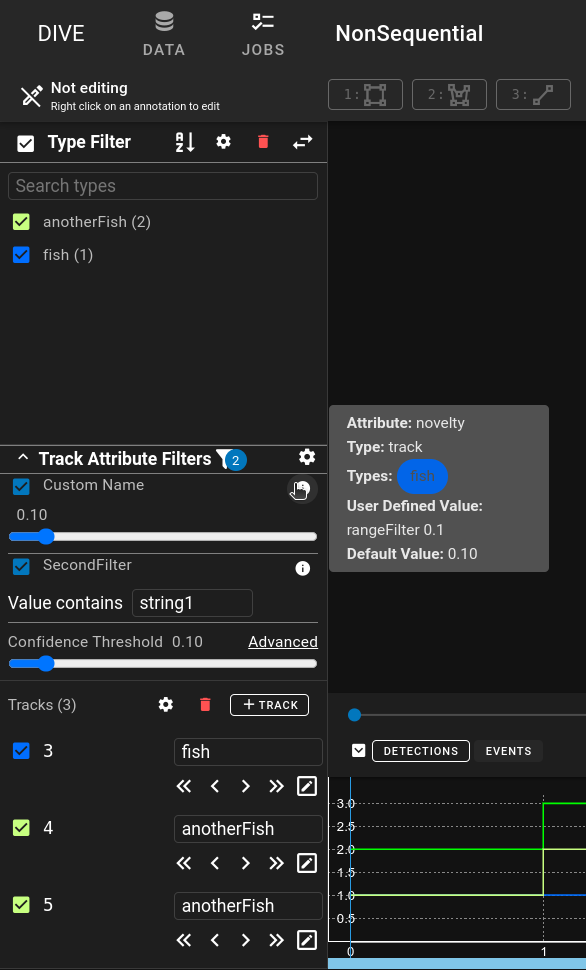 DIVE
DATA
JOBS
NonSequential
Not editing
Right click on an annotation to edit
1:
2:
3:
Type Filter
A
Z
Search types
anotherFish (2)
fish (1)
Track Attribute Filters 2
Custom Name
0.10
SecondFilter
Value contains string1
Confidence Threshold 0.10 Advanced
Attribute: novelty
Type: track
Types: fish
User Defined Value:
rangeFilter 0.1
Default Value: 0.10
Tracks (3)
+ TRACK
3 fish
4 anotherFish
5 anotherFish
DETECTIONS
EVENTS
3.0
2.5
2.0
1.5
1.0
0.5
0 1